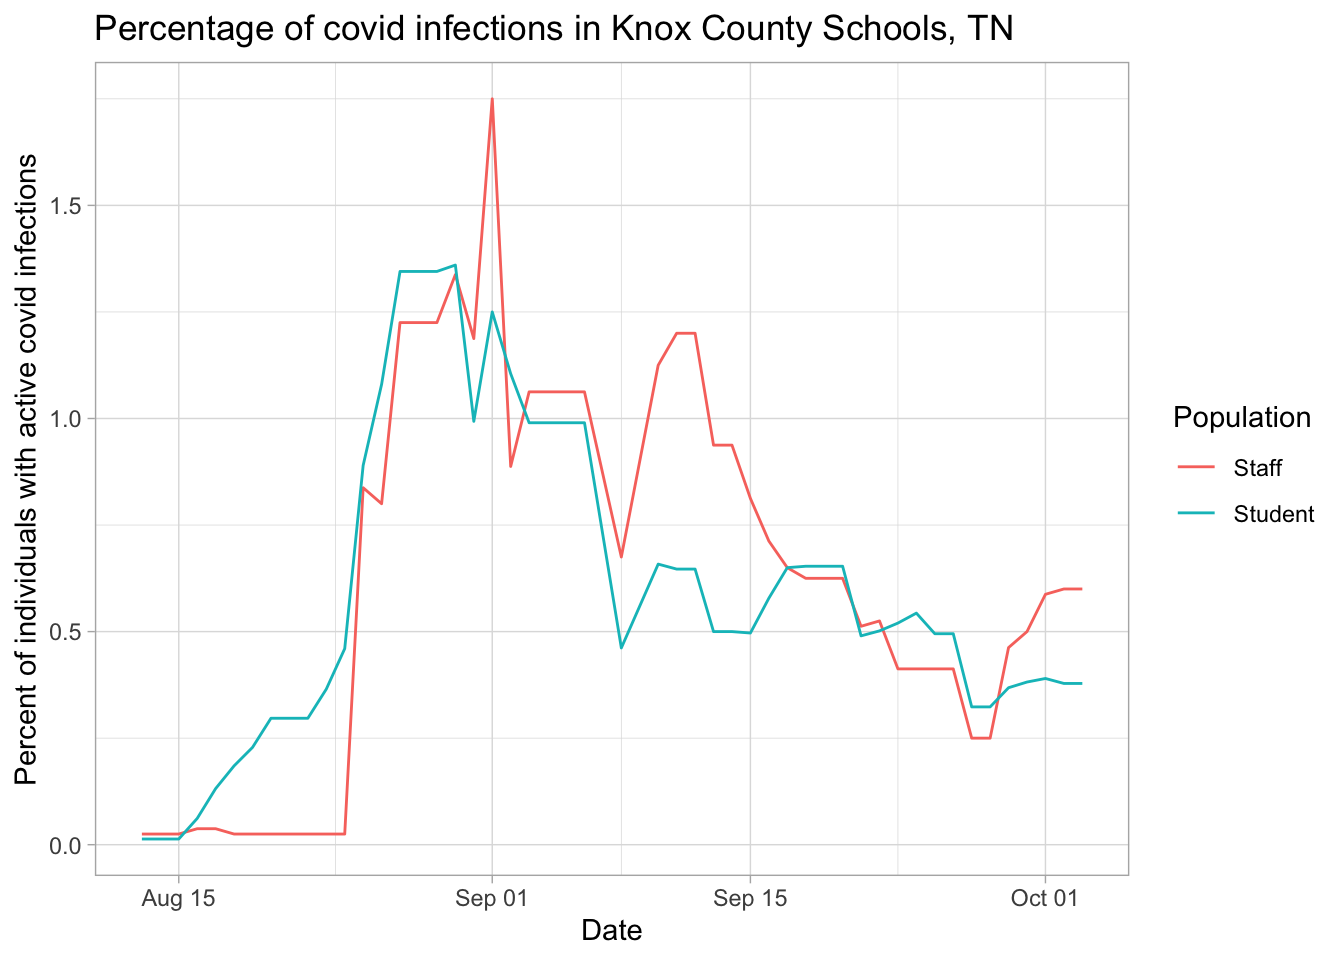 Percentage of covid infections in Knox County Schools, TN
Percent of individuals with active covid infections
1.5
1.0
0.5
0.0
Aug 15
Sep 01
Sep 15
Oct 01
Date
Population
Staff
Student